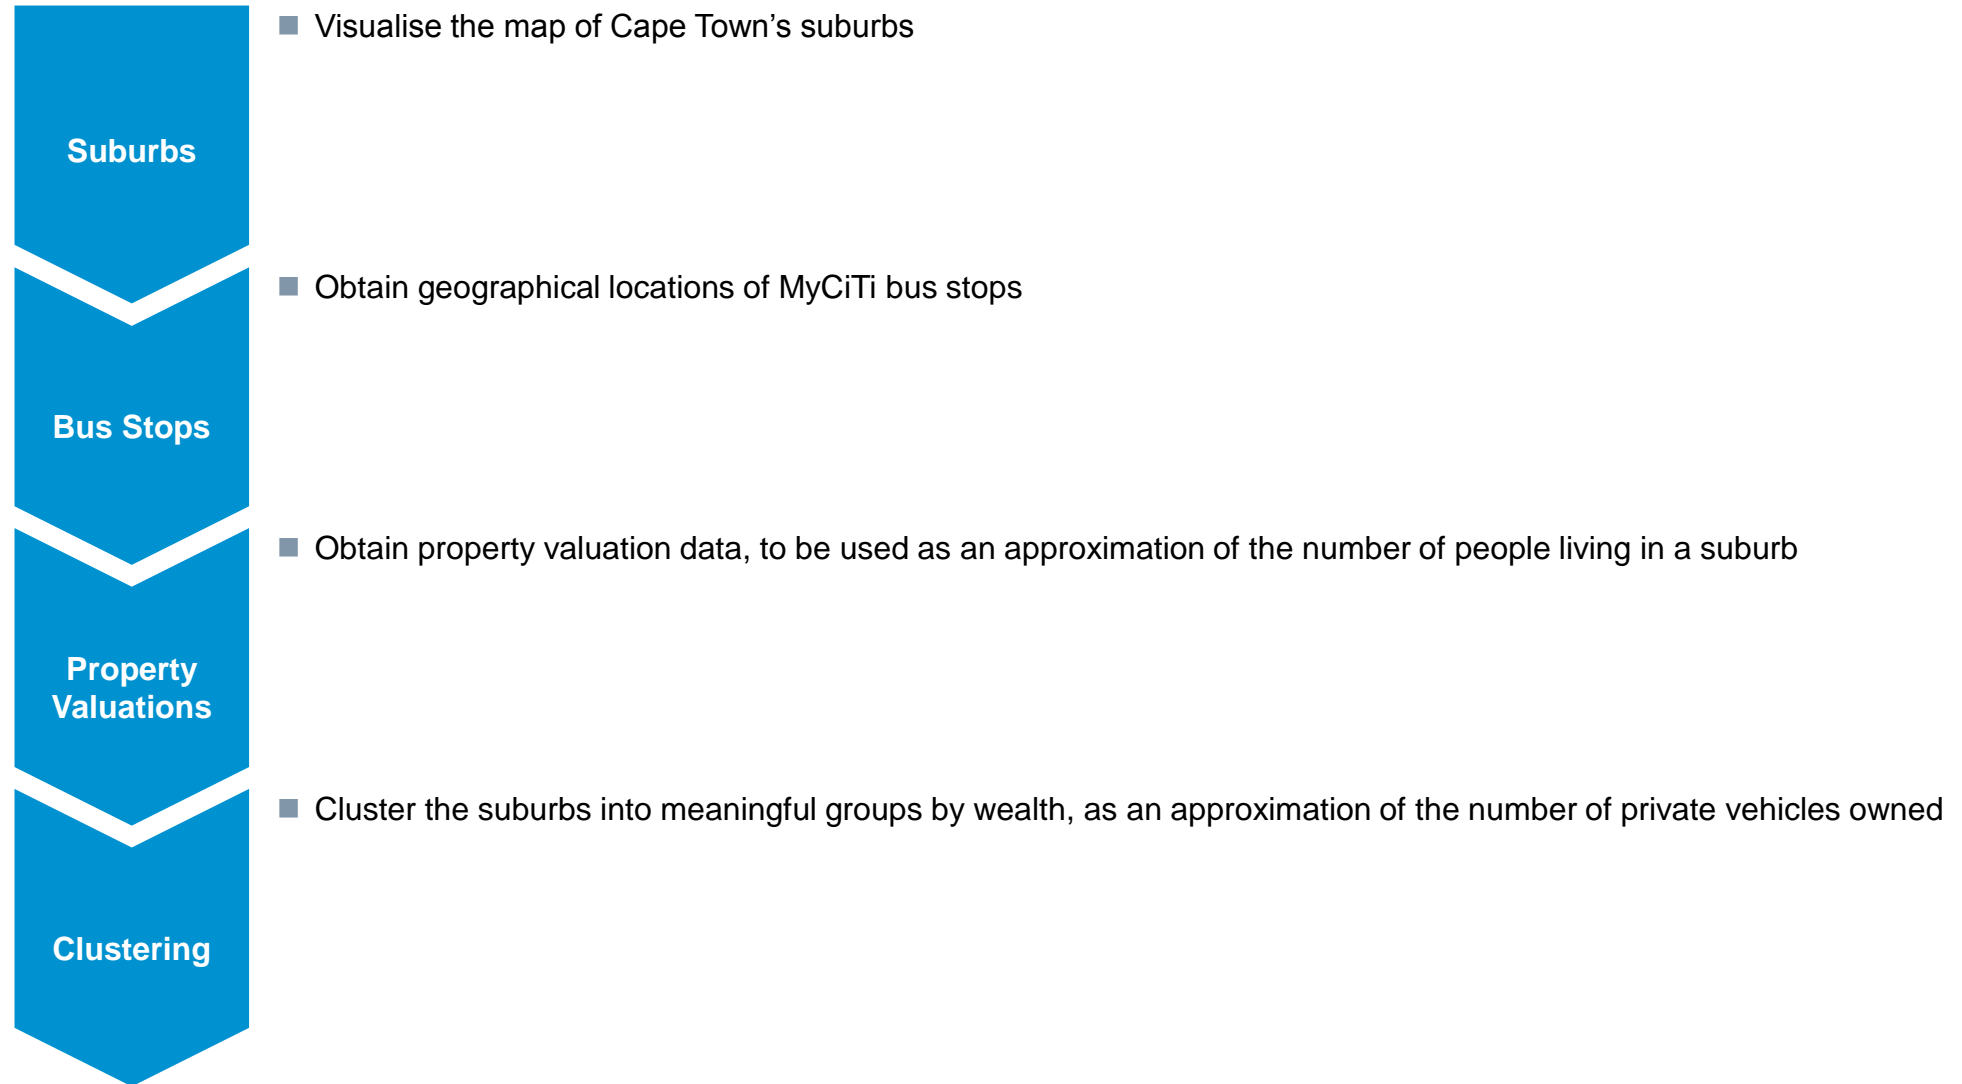 Suburbs
Visualise the map of Cape Town’s suburbs
Bus Stops
Obtain geographical locations of MyCiTi bus stops
Property
Valuations
Obtain property valuation data, to be used as an approximation of the number of people living in a suburb
Clustering
Cluster the suburbs into meaningful groups by wealth, as an approximation of the number of private vehicles owned